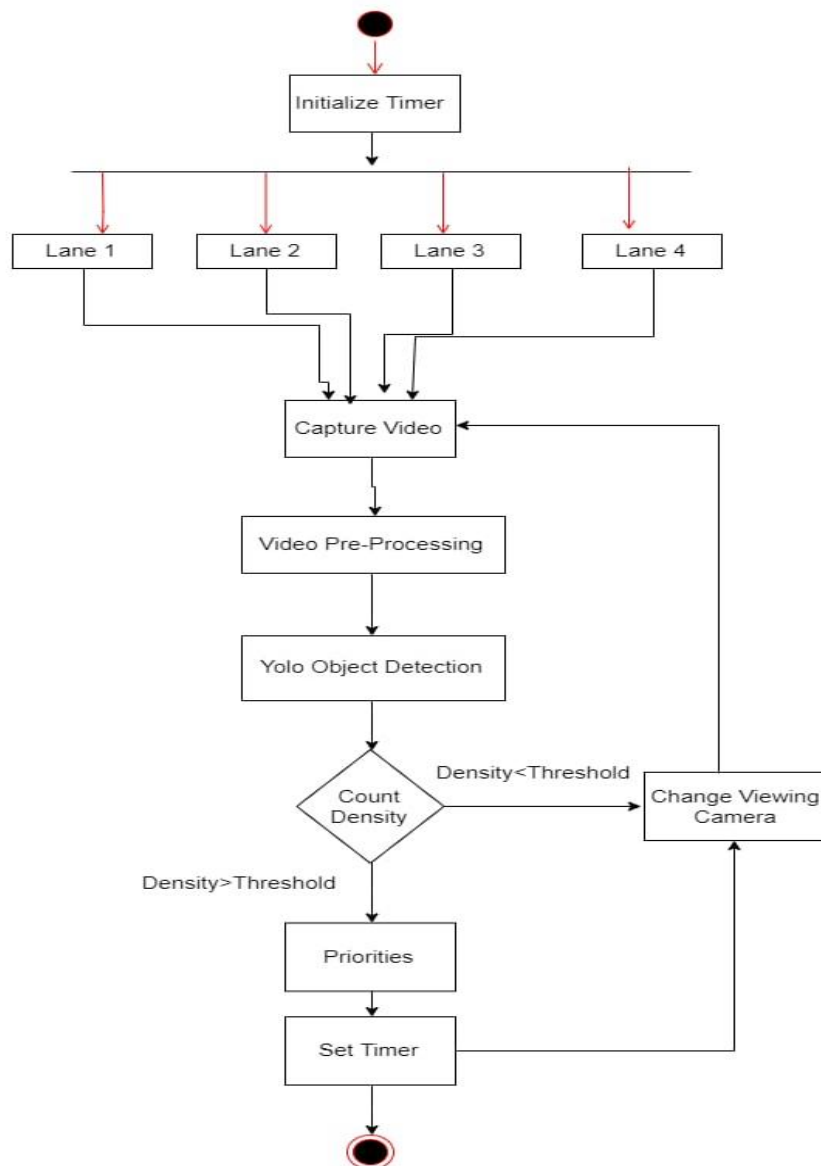 Initialize Timer
Lane 1
Lane 2
Lane 3
Lane 4
Capture Video
Video Pre-Processing
Yolo Object Detection
Count
Density
Density<Threshold
Change Viewing
Camera
Density>Threshold
Priorities
Set Timer